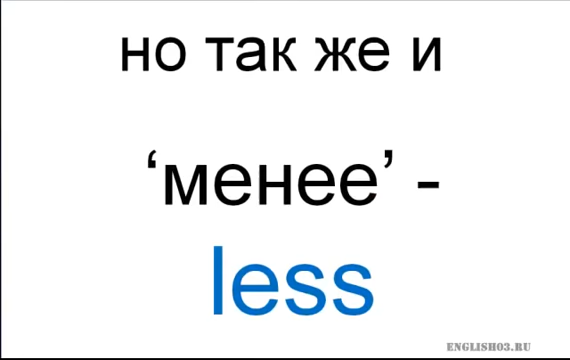 но так же и
‘менее’ -
less
ENGLISH03.RU